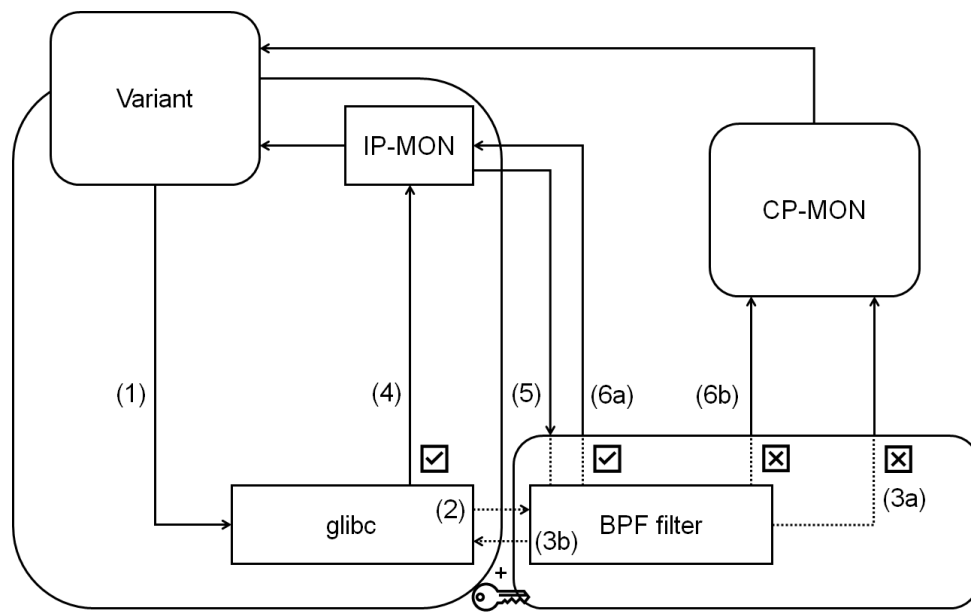 Variant
IP-MON
CP-MON
(1)
(4)
(5)
(6a)
(6b)
(3a)
glibc
(2)
(3b)
BPF filter
+